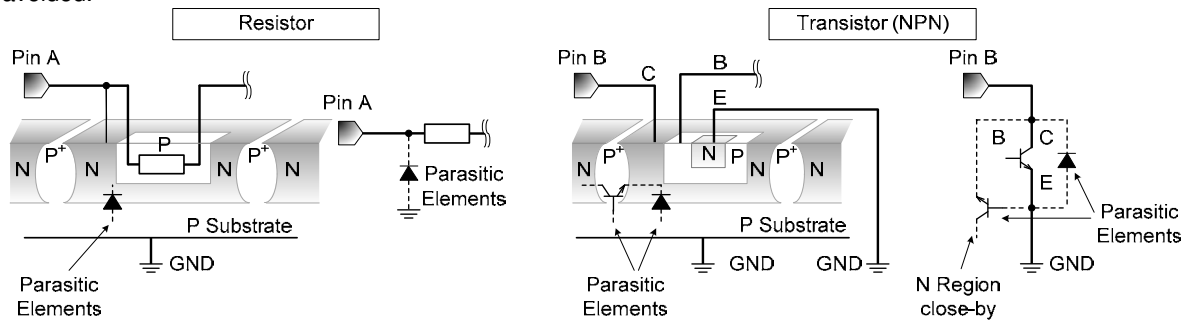 Resistor
Pin A
N
P+
N
P
P+
N
N
P Substrate
GND
Parasitic
Elements
Pin A
Parasitic
Elements
Transistor (NPN)
Pin B
C
B
E
N
P+
N
N
P
P+
N
N
P Substrate
GND
GND
Parasitic
Elements
Pin B
B
C
E
Parasitic
Elements
GND
N Region
close-by